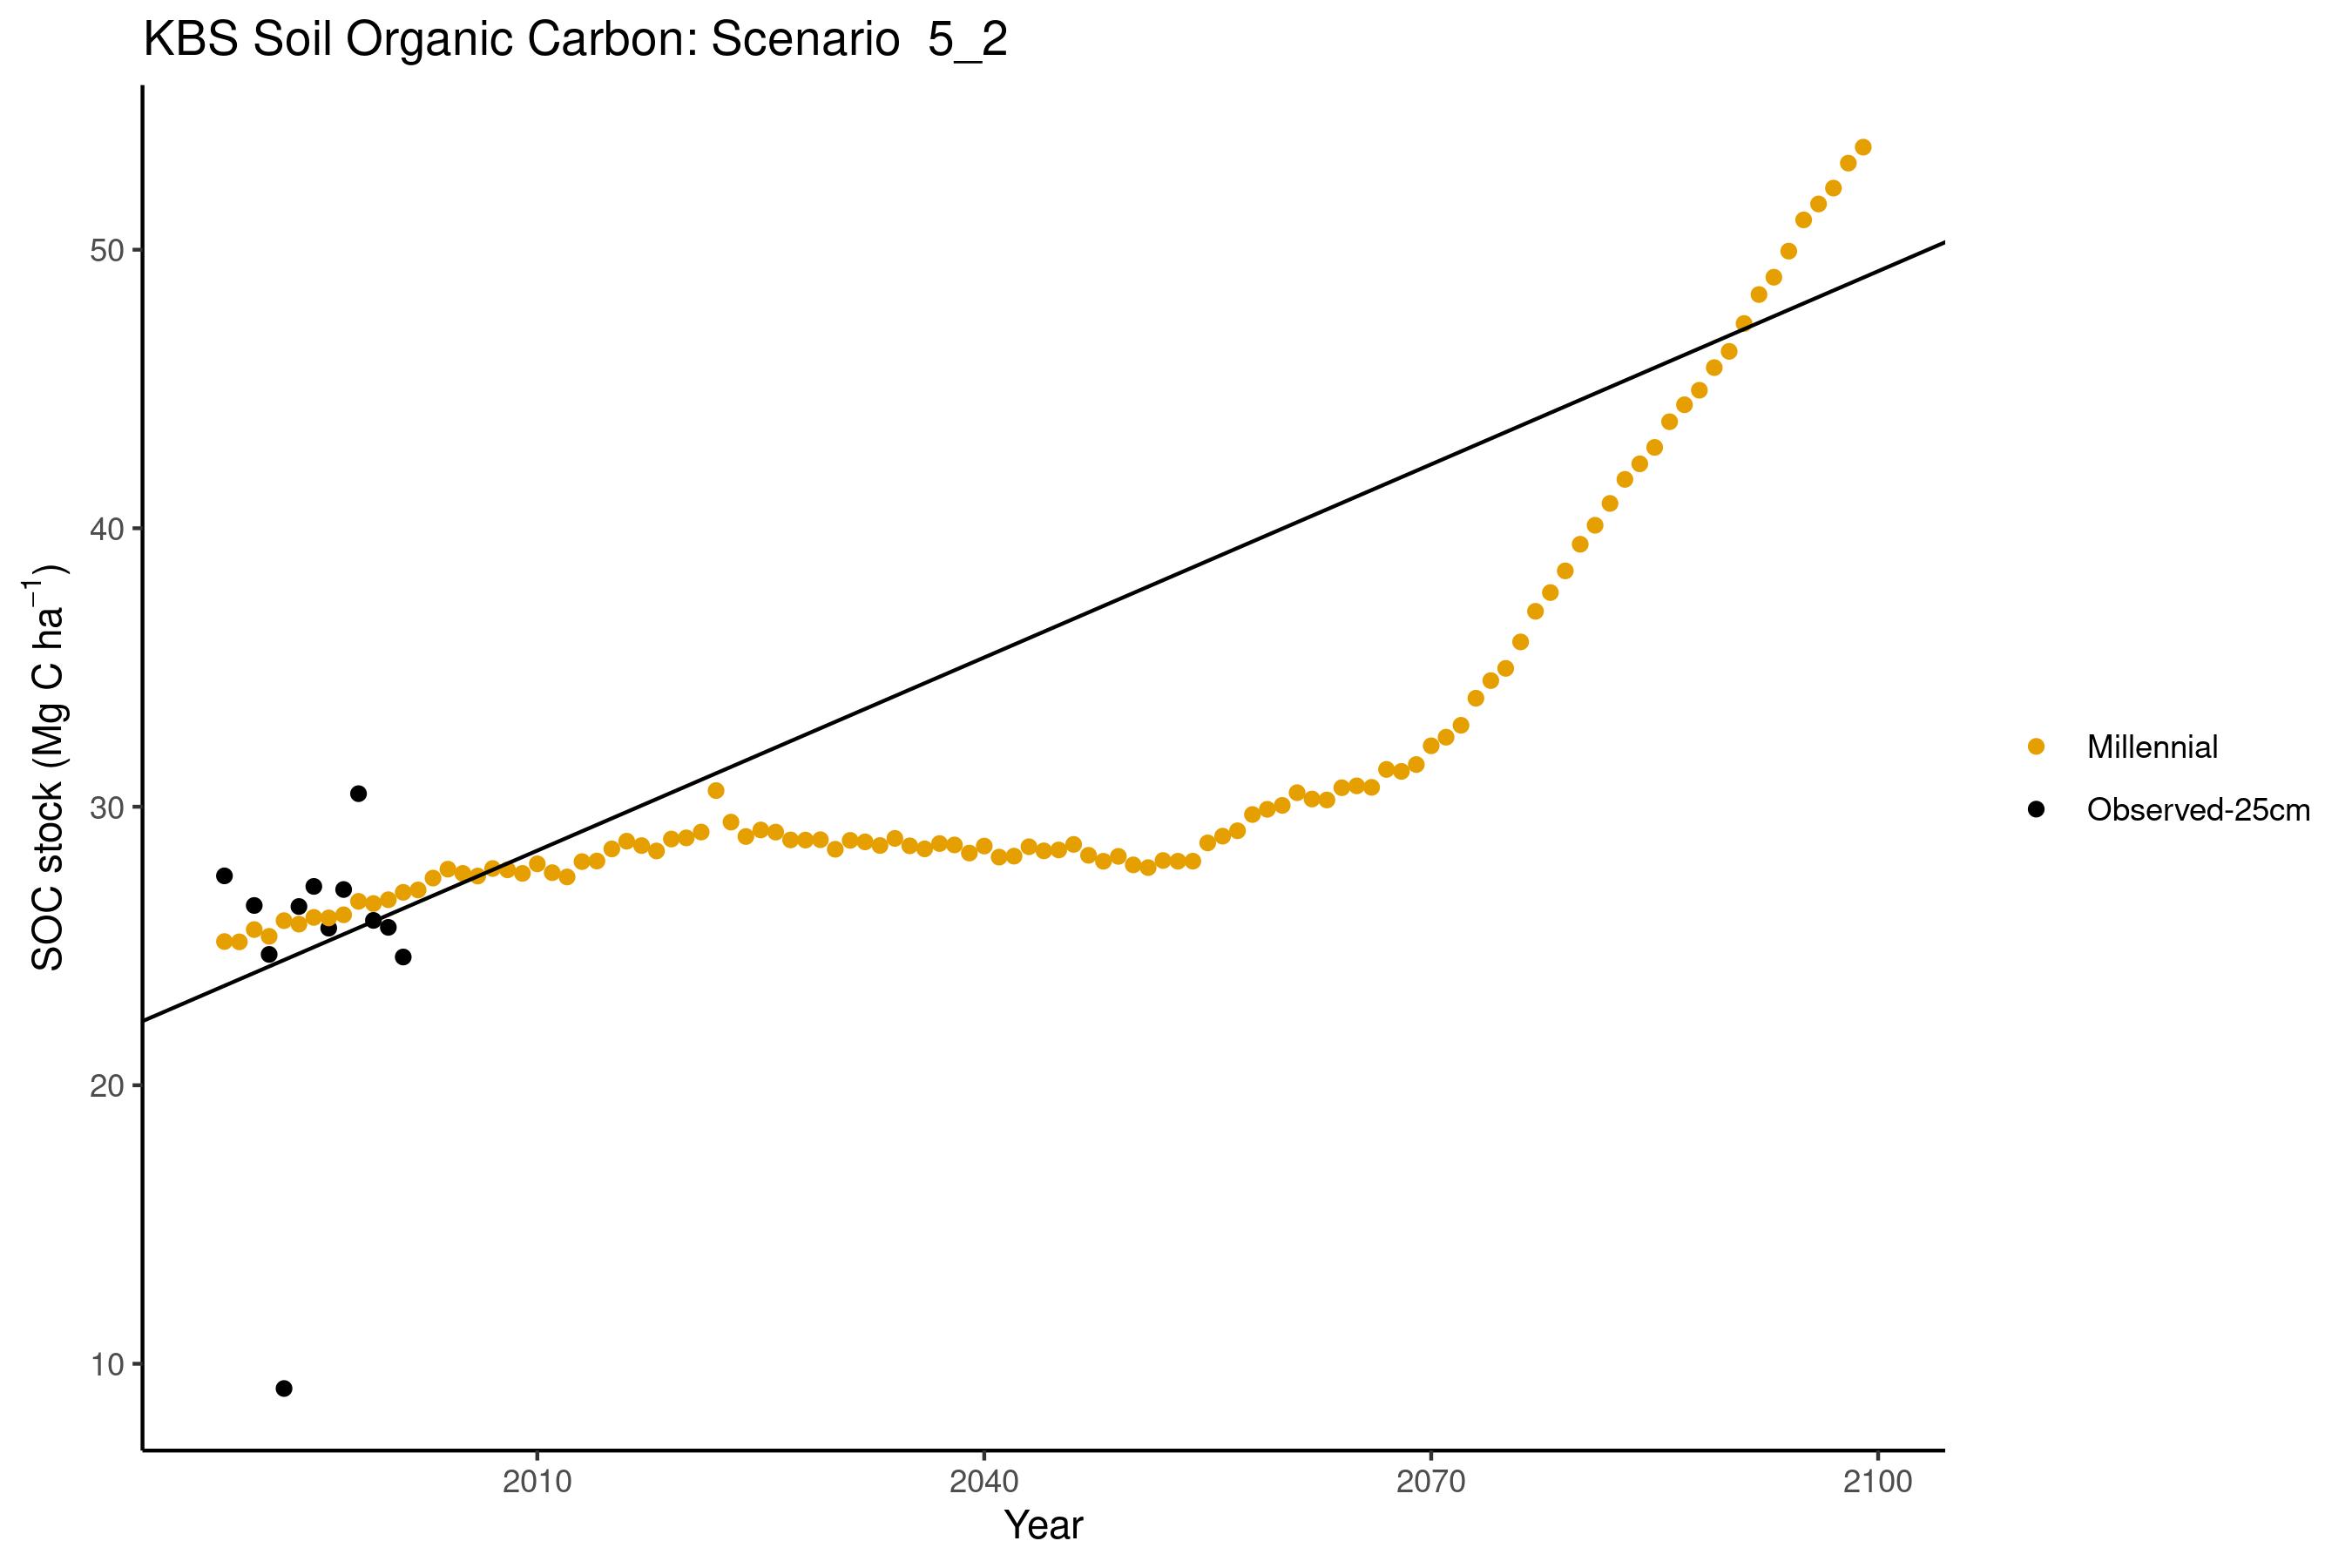 KBS Soil Organic Carbon: Scenario  5_2
SOC stock (Mg C ha⁻¹)
50
40
30
20
10
2010
2040
2070
2100
Year
Millennial
Observed-25cm